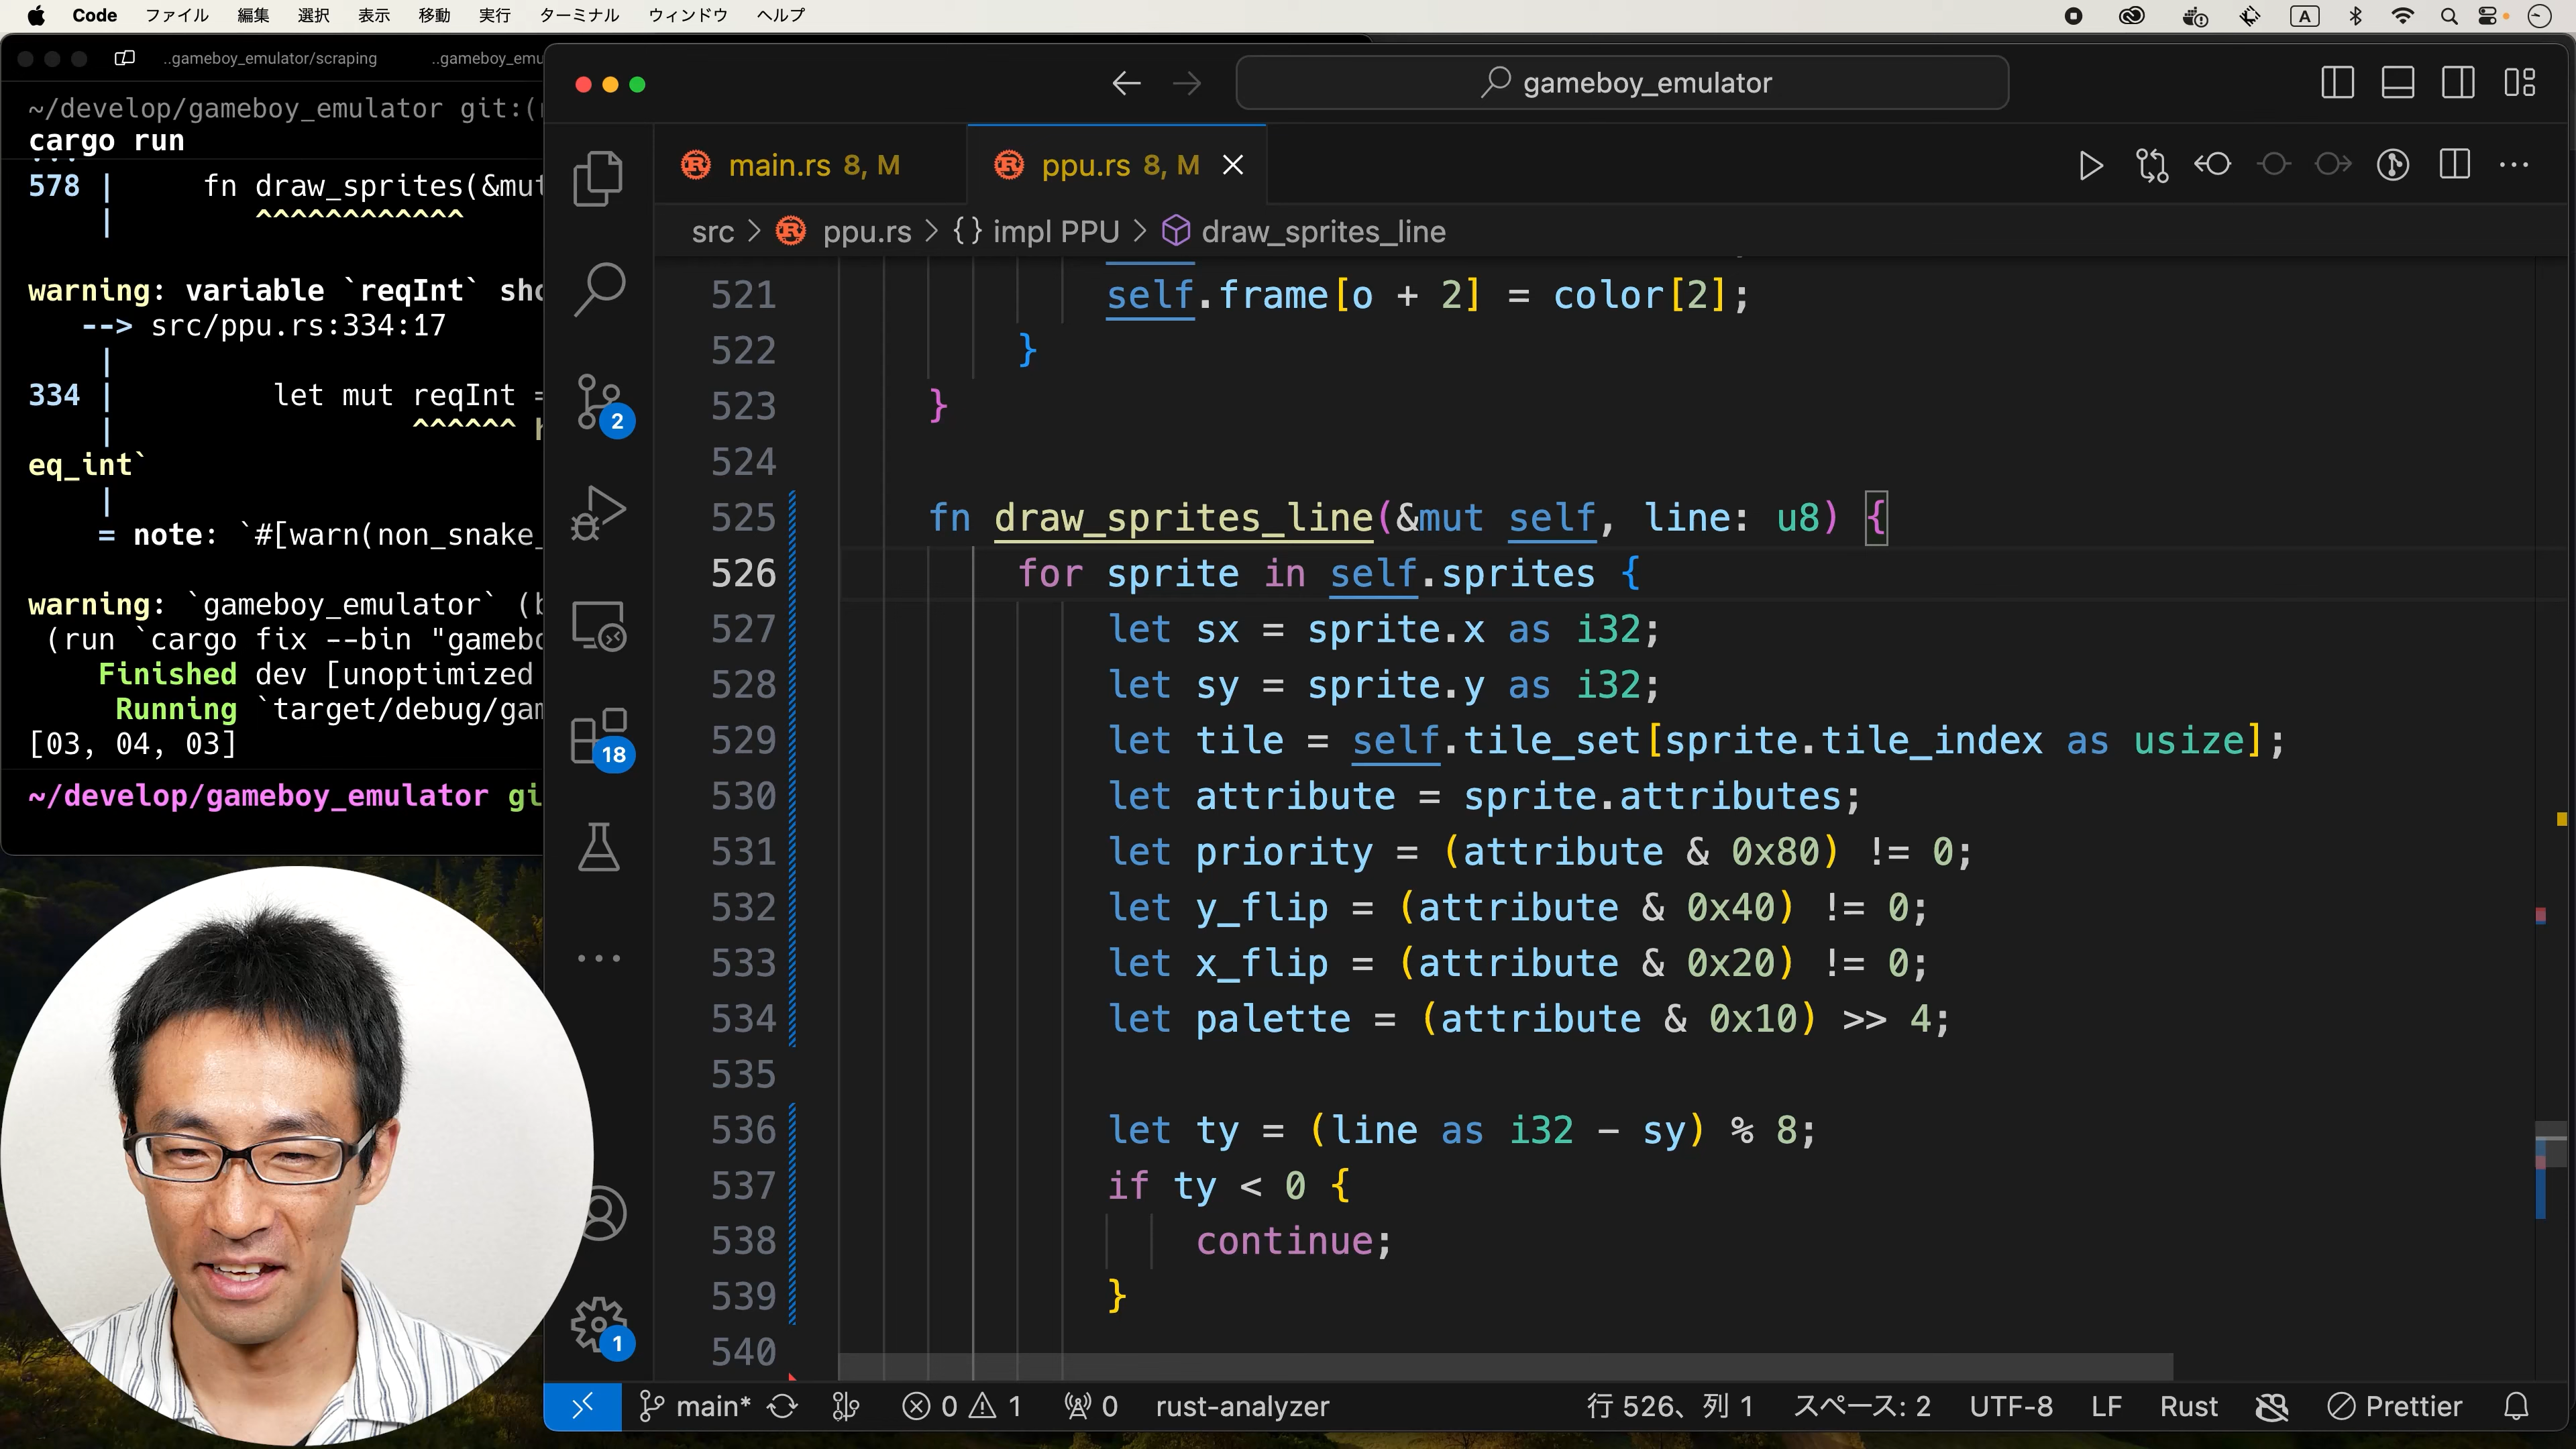 Code ファイル 編集 選択 表示 移動 実行 ターミナル ウィンドウ ヘルプ
A
..gameboy_emulator/scraping ..gameboy_emu
~/develop/gameboy_emulator git:(
cargo run
578 | fn draw_sprites(&mut
| ^^^^^^^^^^^^
warning: variable `reqInt` sho
--> src/ppu.rs:334:17
|
334 | let mut reqInt =
| ^^^^^^
eq_int`
|
= note: `#[warn(non_snake_
warning: `gameboy_emulator` (b
(run `cargo fix --bin "gamebo
Finished dev [unoptimized
Running `target/debug/gam
[03, 04, 03]
~/develop/gameboy_emulator gi
gameboy_emulator
main.rs 8, M
ppu.rs 8, M
src > ppu.rs > {} impl PPU > draw_sprites_line
521 self.frame[o + 2] = color[2];
522 }
523 }
524
525 fn draw_sprites_line(&mut self, line: u8) {
526 for sprite in self.sprites {
527 let sx = sprite.x as i32;
528 let sy = sprite.y as i32;
529 let tile = self.tile_set[sprite.tile_index as usize];
530 let attribute = sprite.attributes;
531 let priority = (attribute & 0x80) != 0;
532 let y_flip = (attribute & 0x40) != 0;
533 let x_flip = (attribute & 0x20) != 0;
534 let palette = (attribute & 0x10) >> 4;
535
536 let ty = (line as i32 - sy) % 8;
537 if ty < 0 {
538 continue;
539 }
540
2
18
1
main* 0 1 0 rust-analyzer 行 526、列 1 スペース: 2 UTF-8 LF Rust Prettier